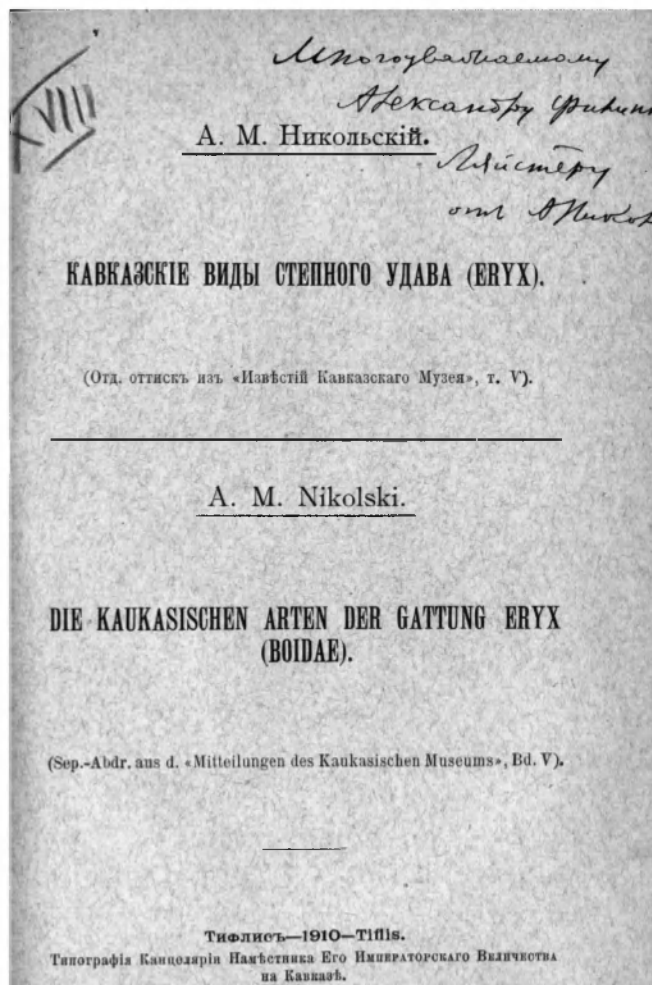 XVIII
Многоуважаемому
Александру
А. М. Никольскій.
Ляйстеру
отъ А Никол
КАВКАЗСКІЕ ВИДЫ СТЕПНОГО УДАВА (ERYX).
(Отд. оттискъ изъ «Извѣстій Кавказскаго Музея», т. V).
A. M. Nikolski.
DIE KAUKASISCHEN ARTEN DER GATTUNG ERYX
(BOIDAE).
(Sep.-Abdr. aus d. «Mitteilungen des Kaukasischen Museums», Bd. V).
Тифлисъ—1910—Tiflis.
Типографія Канцеляріи Намѣстника Его Императорскаго Величества
на Кавказѣ.